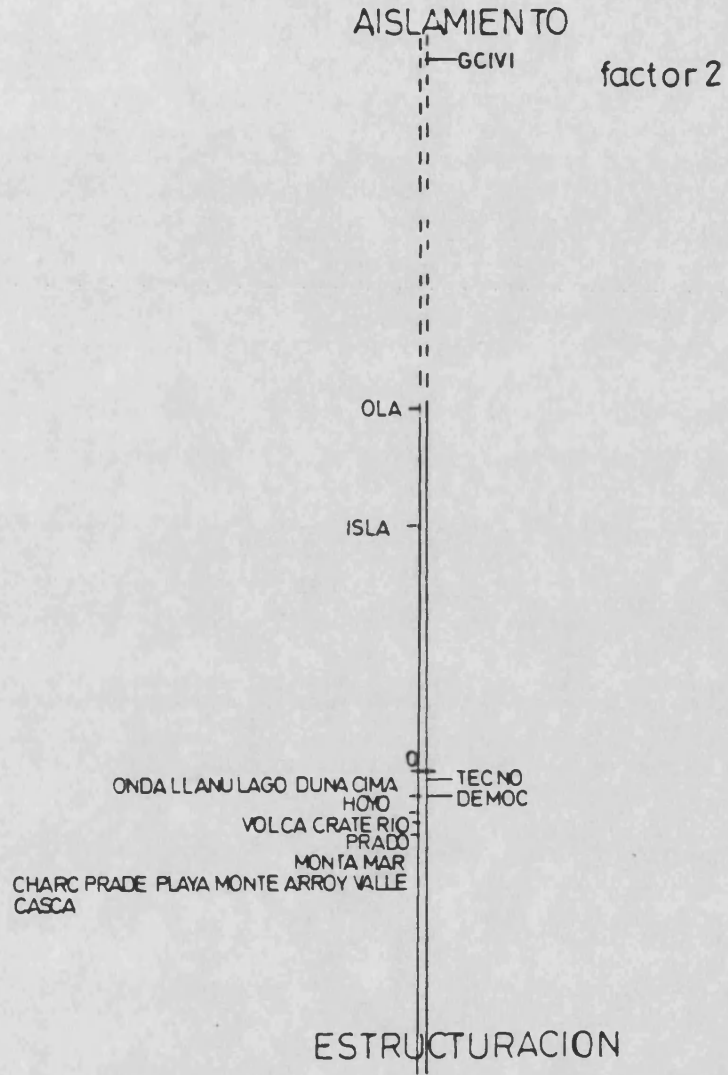 AISLAMIENTO
GCIVI
factor 2
OLA
ISLA
0
TECNO
ONDA LLANU LAGO DUNA CIMA
DEMOC
HOYO
VOLCA CRATE RIO
PRADO
MONTA MAR
CHARC PRADE PLAYA MONTE ARROY VALLE
CASCA
ESTRUCTURACION